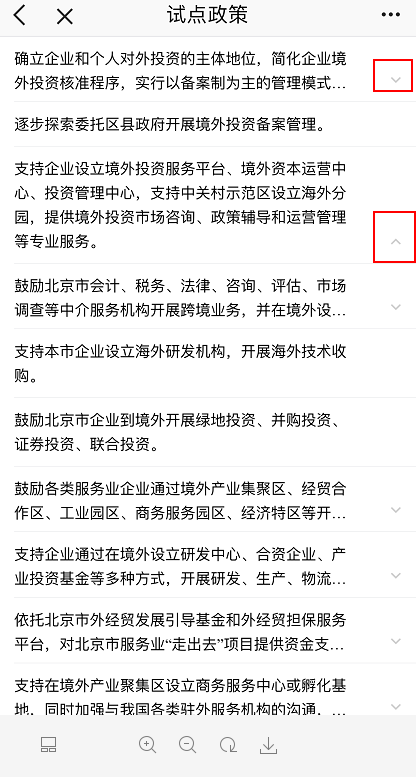 试点政策
确立企业和个人对外投资的主体地位，简化企业境
外投资核准程序，实行以备案制为主的管理模式...
逐步探索委托区县政府开展境外投资备案管理。
支持企业设立境外投资服务平台、境外资本运营中
心、投资管理中心，支持中关村示范区设立海外分
园，提供境外投资市场咨询、政策辅导和运营管理
等专业服务。
鼓励北京市会计、税务、法律、咨询、评估、市场
调查等中介服务机构开展跨境业务，并在境外设...
支持本市企业设立海外研发机构，开展海外技术收
购。
鼓励北京市企业到境外开展绿地投资、并购投资、
证券投资、联合投资。
鼓励各类服务业企业通过境外产业集聚区、经贸合
作区、工业园区、商务服务园区、经济特区等开...
支持企业通过在境外设立研发中心、合资企业、产
业投资基金等多种方式，开展研发、生产、物流...
依托北京市外经贸发展引导基金和外经贸担保服务
平台，对北京市服务业“走出去”项目提供资金支...
支持在境外产业聚集区设立商务服务中心或孵化基
地，同时加强与我国各类驻外服务机构的沟通，...